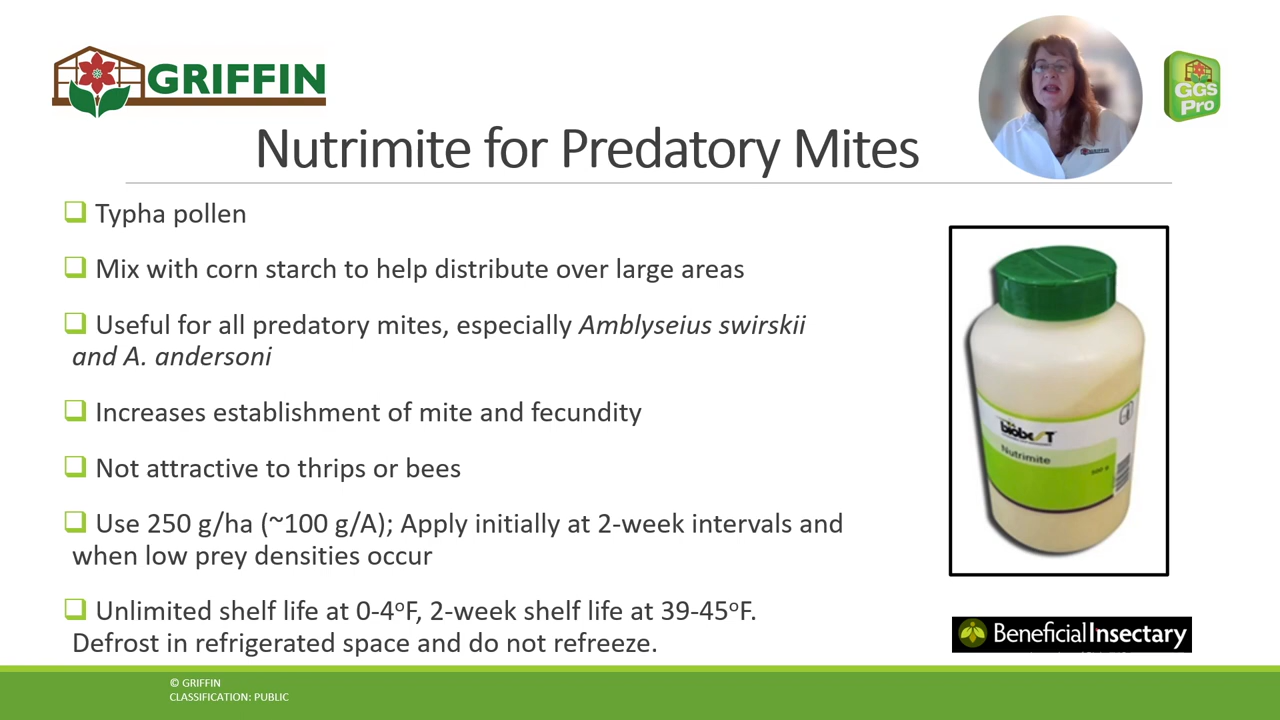 GRIFFIN
GGS
Pro
Nutrimite for Predatory Mites
Typha pollen
Mix with corn starch to help distribute over large areas
Useful for all predatory mites, especially Amblyseius swirskii
and A. andersoni
Increases establishment of mite and fecundity
Not attractive to thrips or bees
Use 250 g/ha (~100 g/A); Apply initially at 2-week intervals and
when low prey densities occur
Unlimited shelf life at 0-4°F, 2-week shelf life at 39-45°F.
Defrost in refrigerated space and do not refreeze.
biobest
Nutrimite
BeneficialInsectary
© GRIFFIN
CLASSIFICATION: PUBLIC